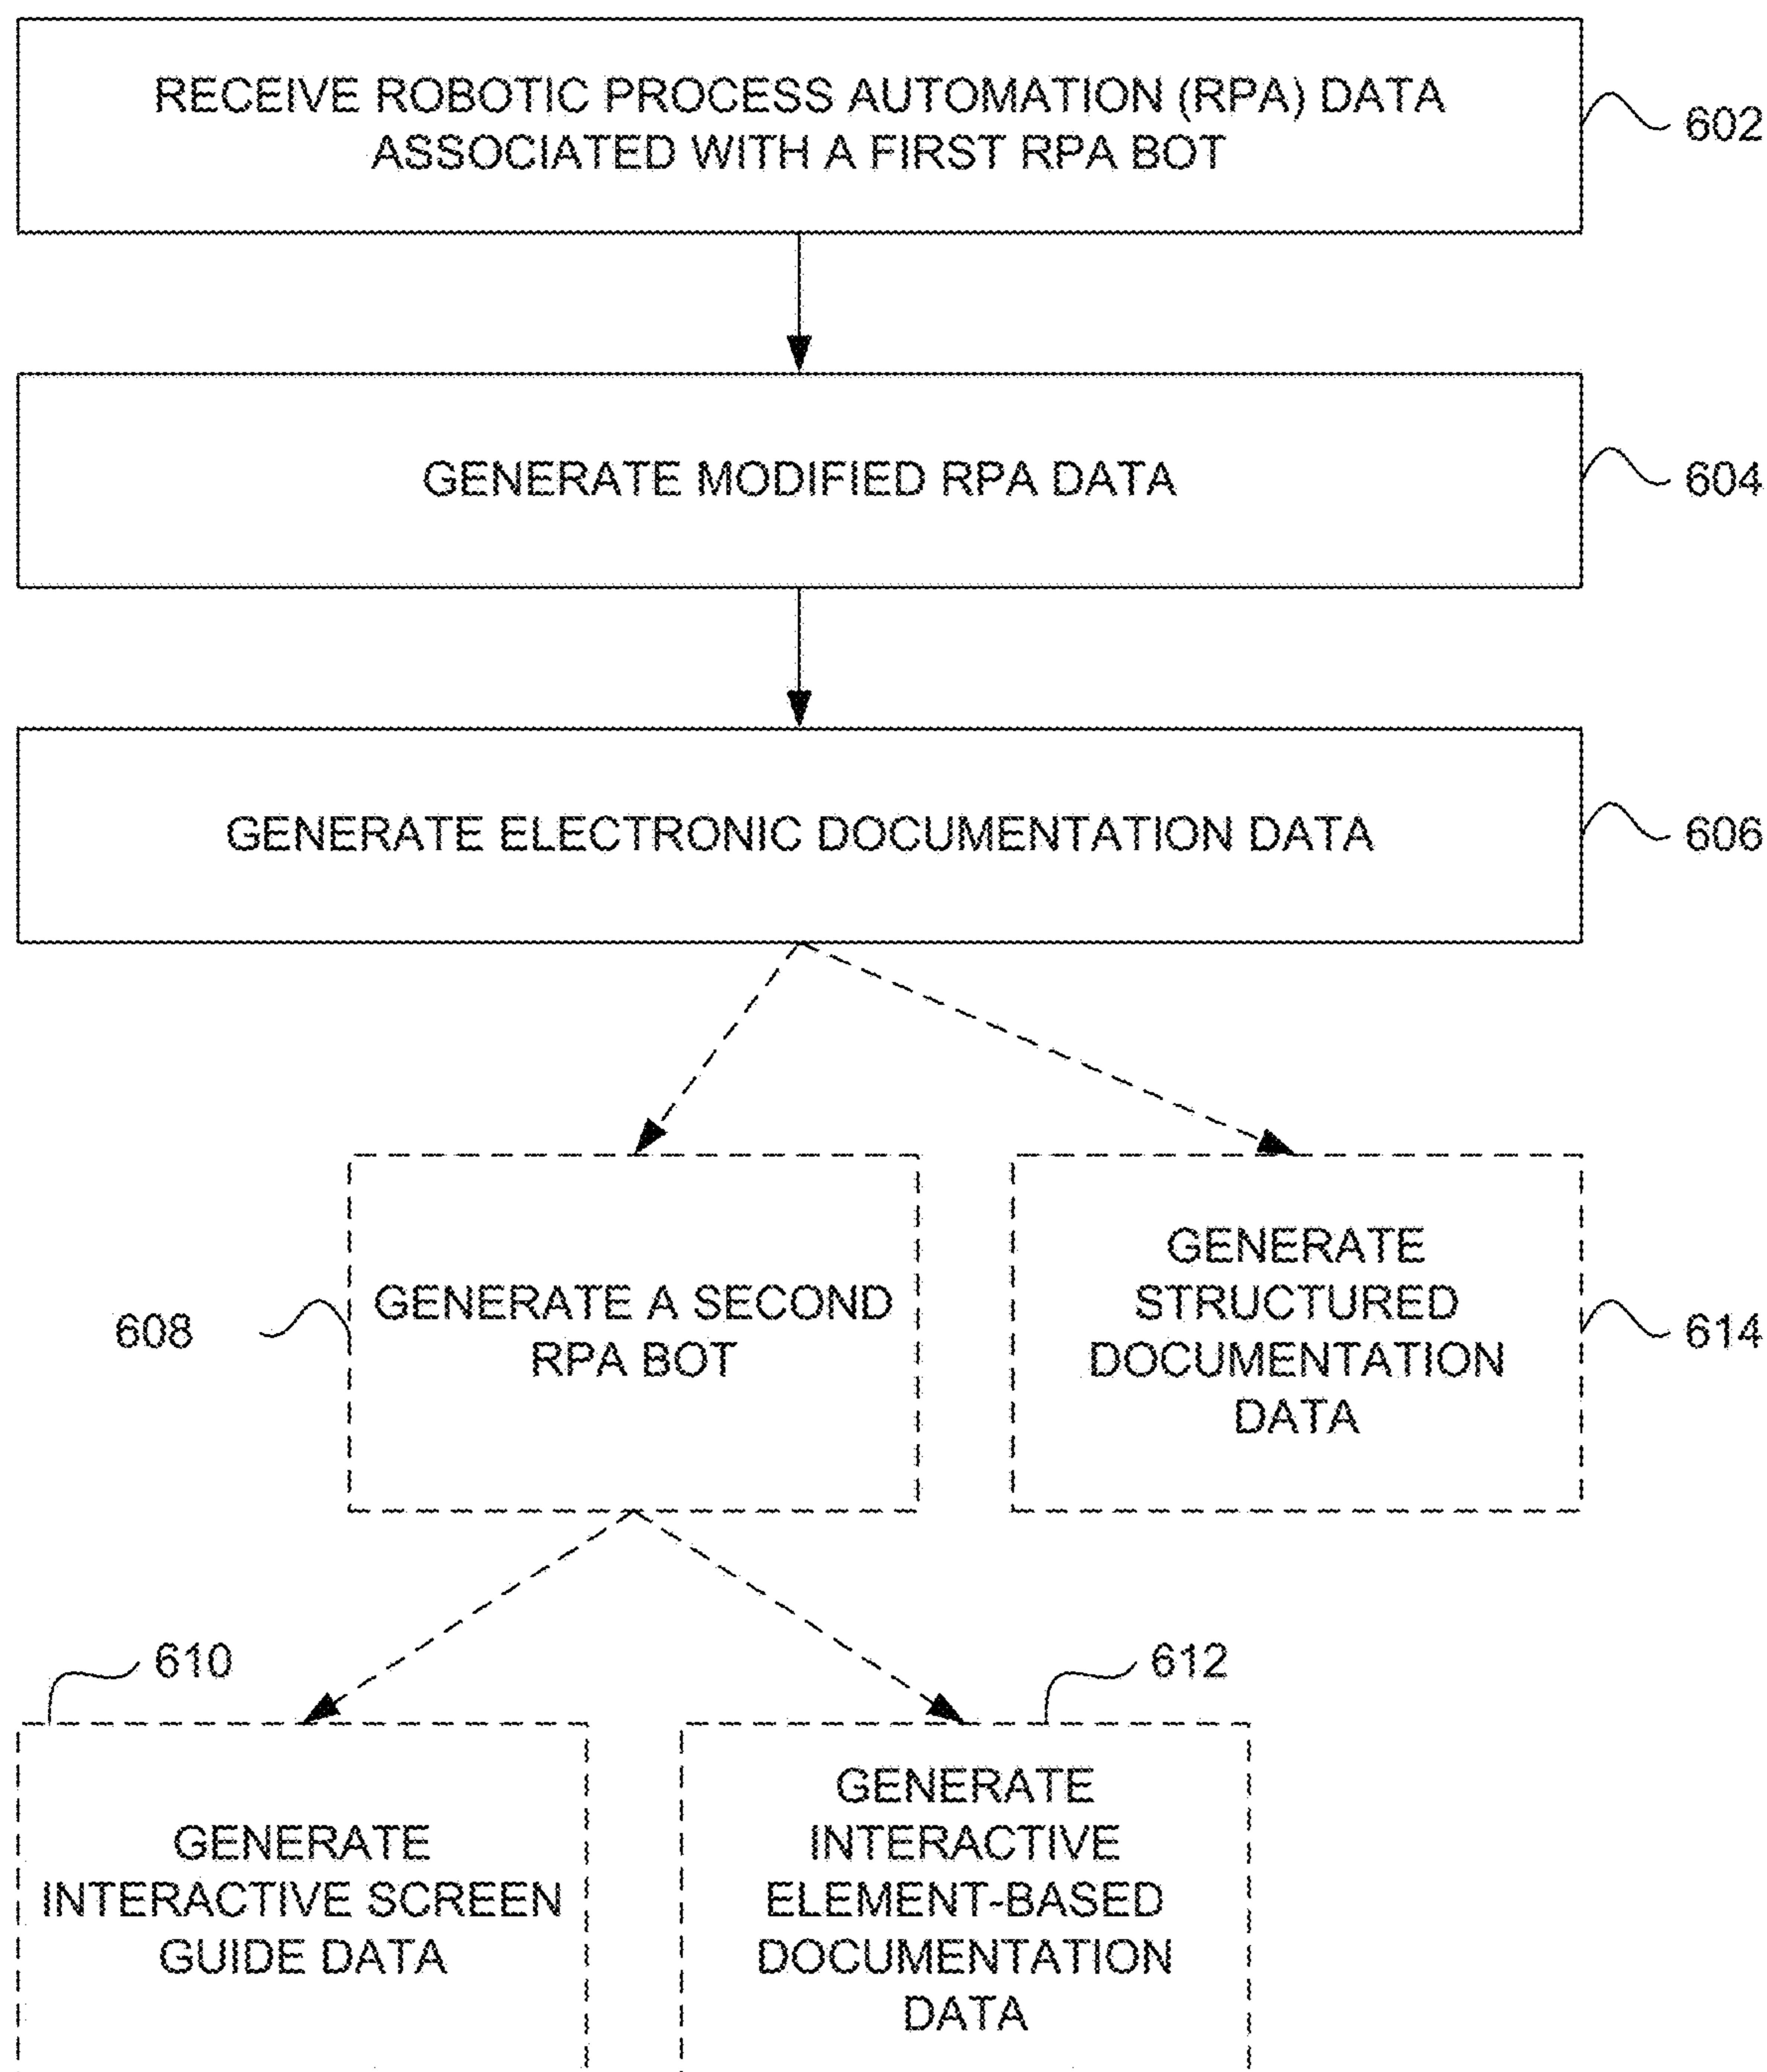 RECEIVE ROBOTIC PROCESS AUTOMATION (RPA) DATA
ASSOCIATED WITH A FIRST RPA BOT
602
GENERATE MODIFIED RPA DATA
604
GENERATE ELECTRONIC DOCUMENTATION DATA
606
608
GENERATE A SECOND
RPA BOT
GENERATE
STRUCTURED
DOCUMENTATION
DATA
614
610
GENERATE
INTERACTIVE SCREEN
GUIDE DATA
612
GENERATE
INTERACTIVE
ELEMENT-BASED
DOCUMENTATION
DATA